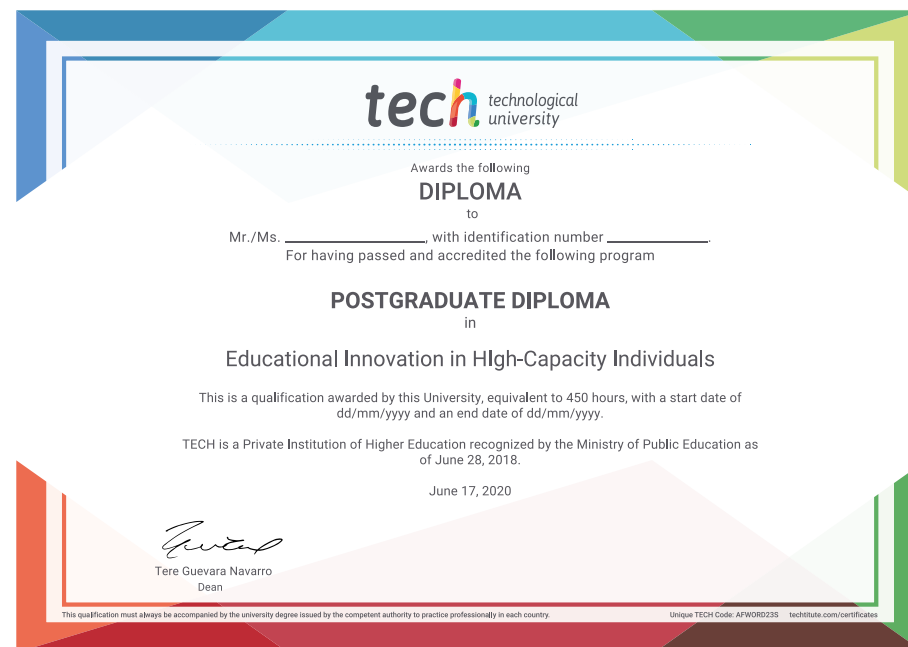 tech technological
university
Awards the following
DIPLOMA
to
Mr./Ms. ____________________, with identification number ______________.
For having passed and accredited the following program
POSTGRADUATE DIPLOMA
in
Educational Innovation in HIgh-Capacity Individuals
This is a qualification awarded by this University, equivalent to 450 hours, with a start date of
dd/mm/yyyy and an end date of dd/mm/yyyy.
TECH is a Private Institution of Higher Education recognized by the Ministry of Public Education as
of June 28, 2018.
June 17, 2020
Tere Guevara Navarro
Dean
This qualification must always be accompanied by the university degree issued by the competent authority to practice professionally in each country.
Unique TECH Code: AFWORD23S techtitute.com/certificates